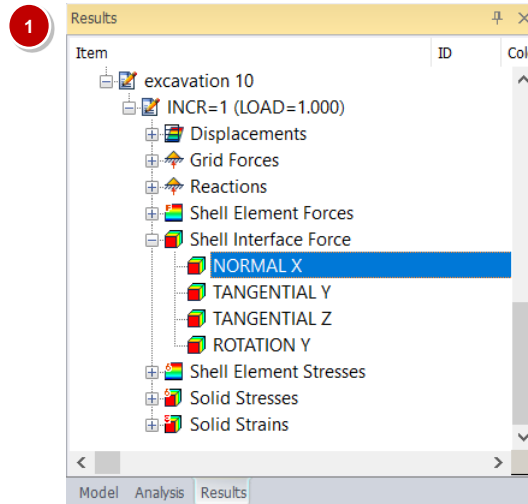 1
Results
Item ID Col
excavation 10
INCR=1 (LOAD=1.000)
Displacements
Grid Forces
Reactions
Shell Element Forces
Shell Interface Force
NORMAL X
TANGENTIAL Y
TANGENTIAL Z
ROTATION Y
Shell Element Stresses
Solid Stresses
Solid Strains
Model Analysis Results